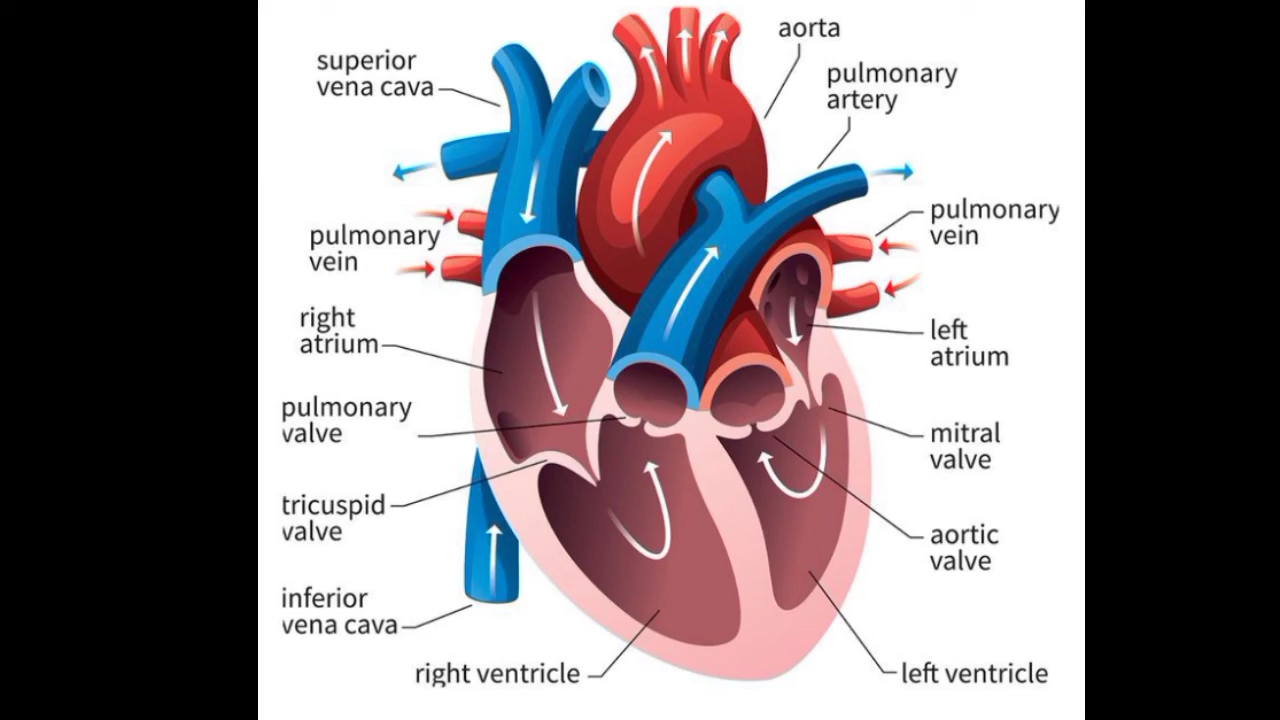 aorta
superior
vena cava
pulmonary
artery
pulmonary
vein
pulmonary
vein
right
atrium
left
atrium
pulmonary
valve
mitral
valve
tricuspid
valve
aortic
valve
inferior
vena cava
right ventricle
left ventricle